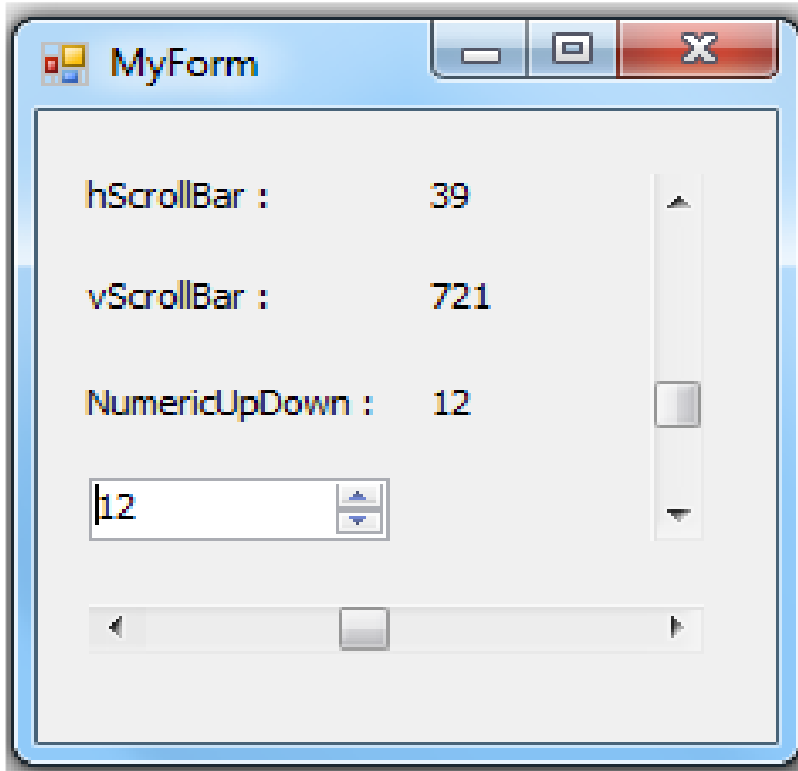 MyForm
hScrollBar : 39
vScrollBar : 721
NumericUpDown : 12
12